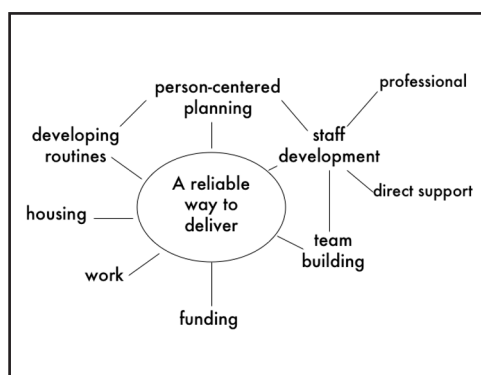 person-centered
planning
professional
developing
routines
staff
development
A reliable
way to
deliver
direct support
housing
team
building
work
funding